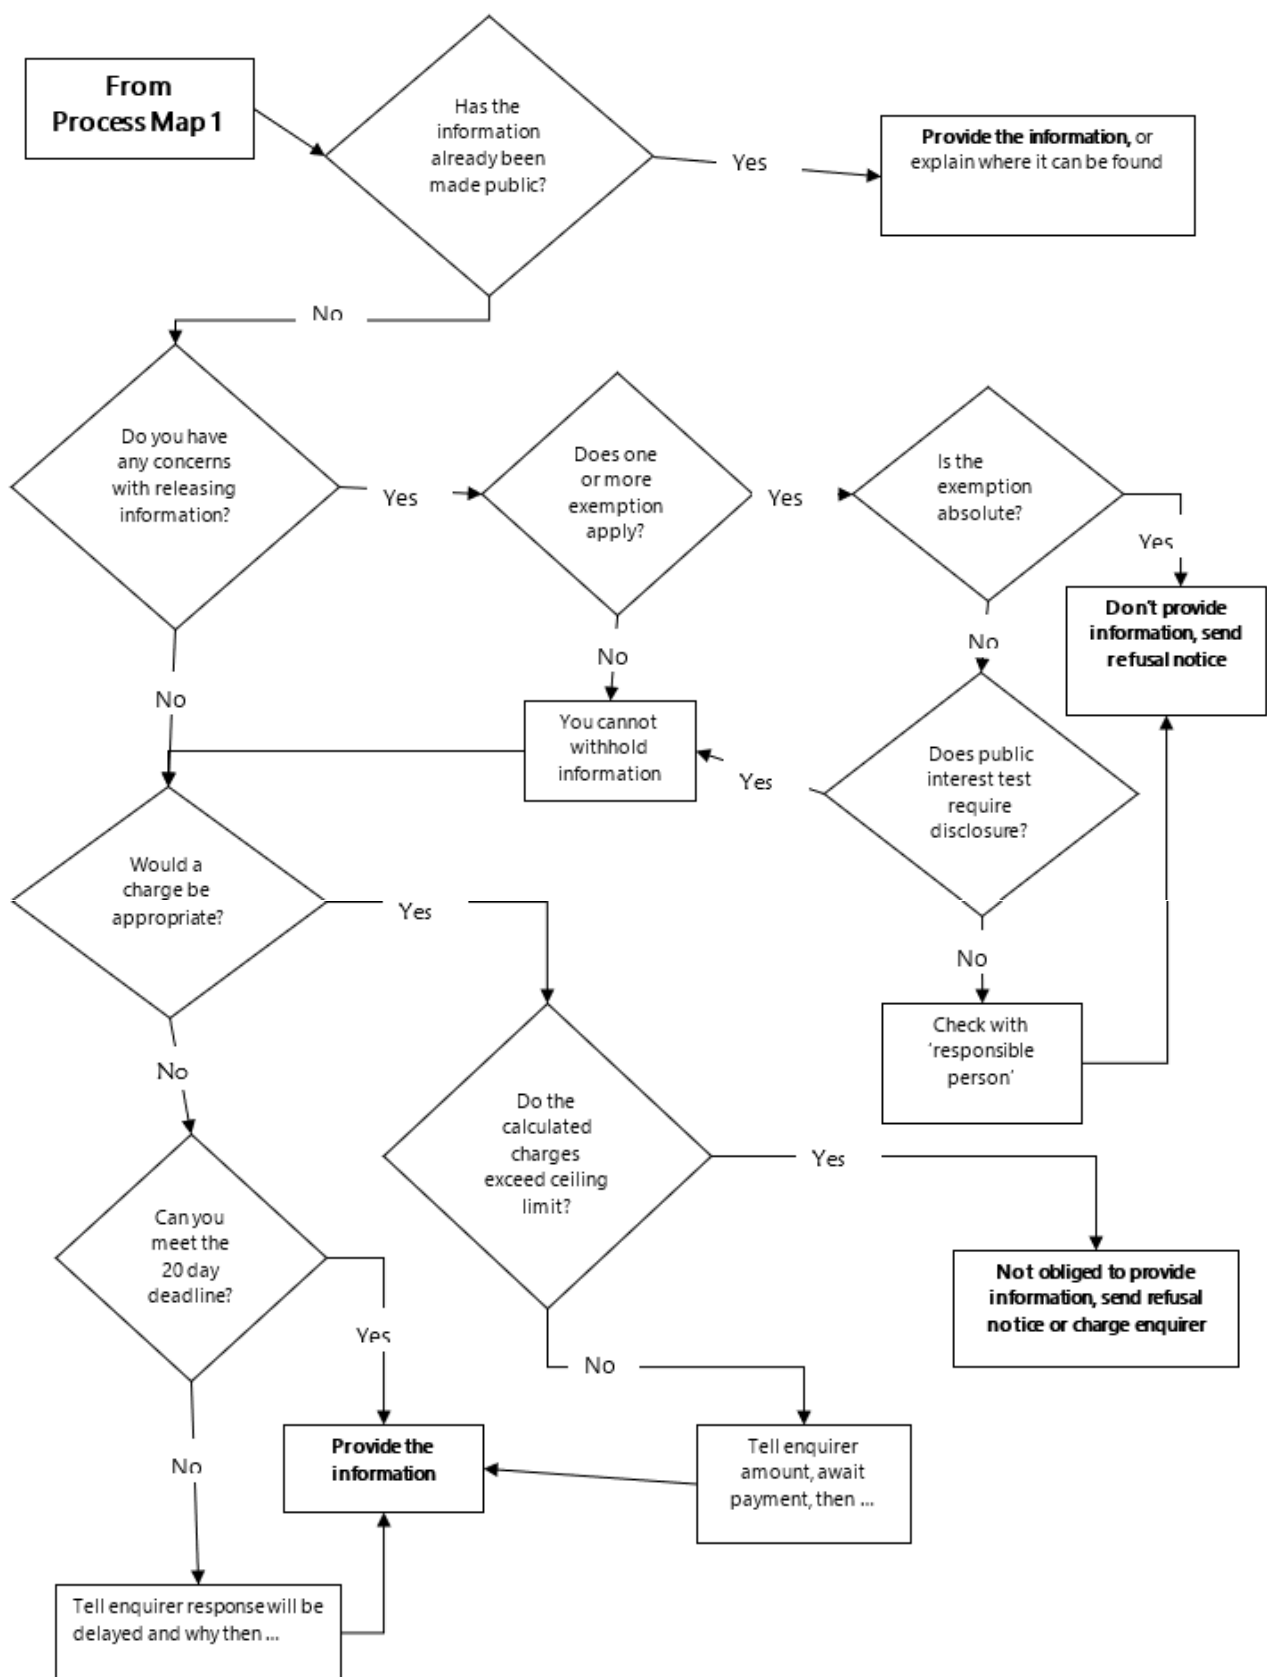 From
Process Map 1
Has the
information
already been
made public?
Yes
Provide the information, or
explain where it can be found
No
Do you have
any concerns
with releasing
information?
Yes
Does one
or more
exemption
apply?
Yes
Is the
exemption
absolute?
Yes
Don't provide
information, send
refusal notice
No
No
No
You cannot
withhold
information
Yes
Does public
interest test
require
disclosure?
Would a
charge be
appropriate?
Yes
No
Check with
‘responsible
person’
No
Do the
calculated
charges
exceed ceiling
limit?
Yes
Can you
meet the
20 day
deadline?
Not obliged to provide
information, send refusal
notice or charge enquirer
Yes
No
No
Provide the
information
Tell enquirer
amount, await
payment, then ...
Tell enquirer response will be
delayed and why then ...